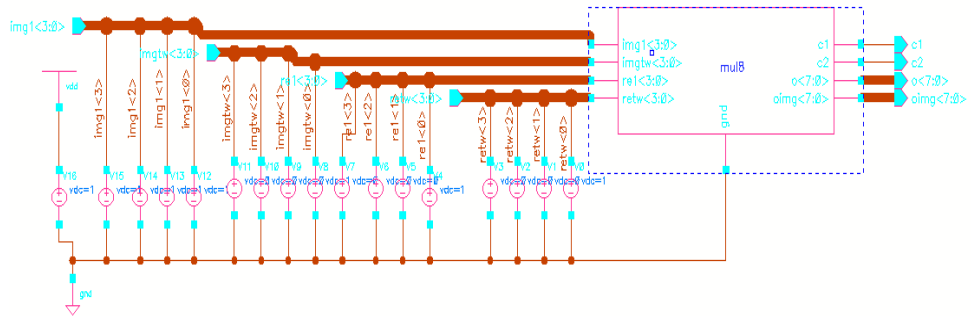 img1<3:0>
imgtw<3:0>
re1<3:0>
retw<3:0>
img1<3:0>
imgtw<3:0>
re1<3:0>
retw<3:0>
mul8
gnd
c1
c2
o<7:0>
oimg<7:0>
c1
c2
o<7:0>
oimg<7:0>
vdd
img1<3>
img1<2>
img1<1>
img1<0>
imgtw<3>
imgtw<2>
imgtw<1>
imgtw<0>
re1<3>
re1<2>
re1<1>
re1<0>
retw<3>
retw<2>
retw<1>
retw<0>
V16
V15
V14
V13
V12
V11
V10
V9
V8
V7
V6
V5
V4
V3
V2
V1
V0
vdc=1
vdc=1
vdc=1
gnd